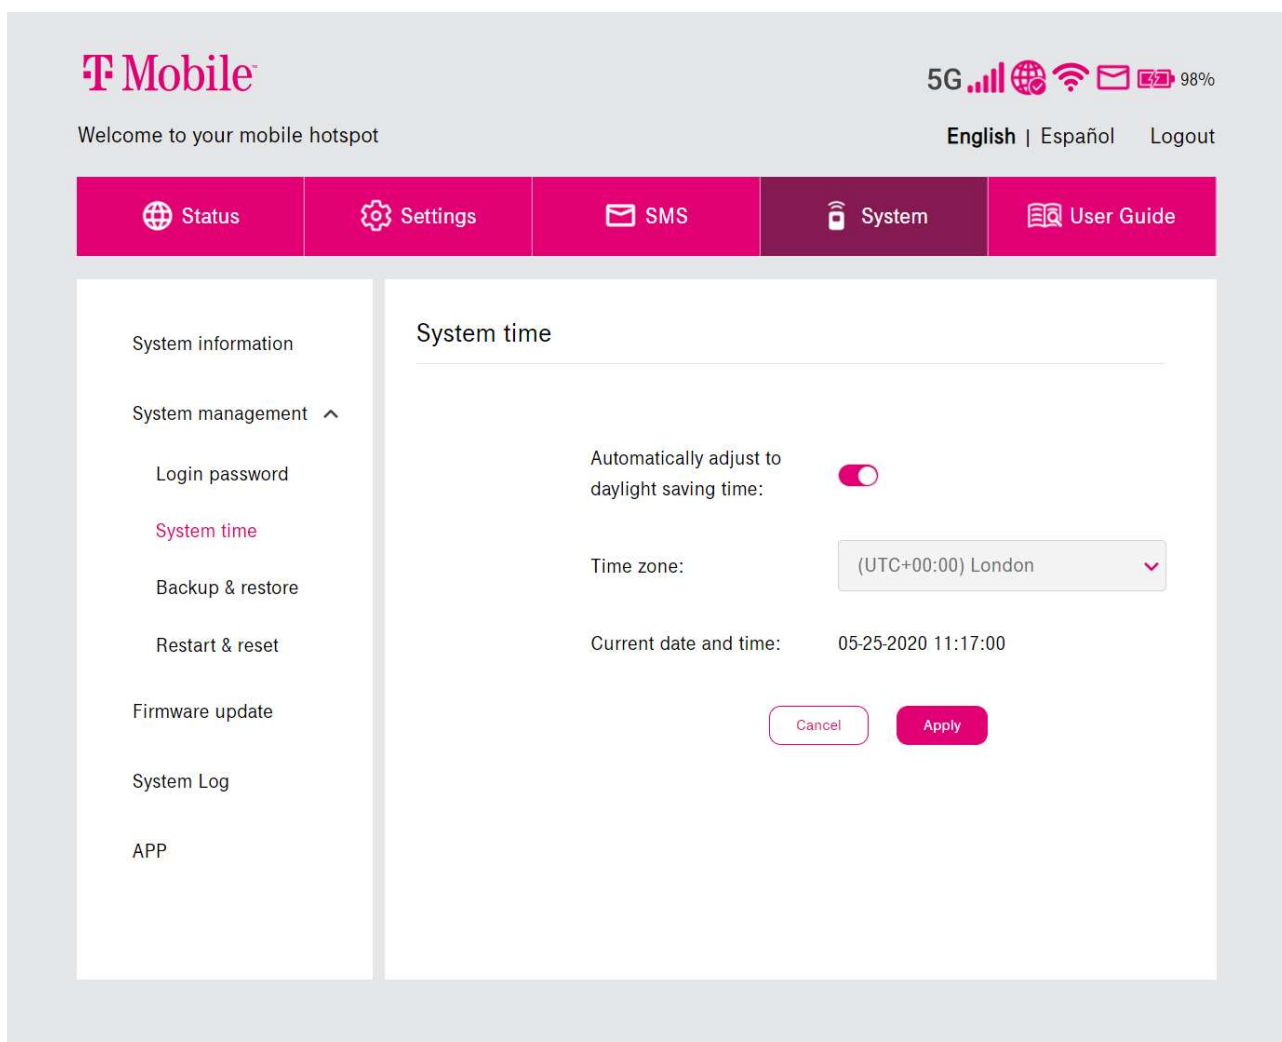 T Mobile
5G 98%
Welcome to your mobile hotspot
English | Español Logout
Status Settings SMS System User Guide
System information
System management
Login password
System time
Backup & restore
Restart & reset
Firmware update
System Log
APP
System time
Automatically adjust to
daylight saving time:
Time zone: (UTC+00:00) London
Current date and time: 05-25-2020 11:17:00
Cancel Apply